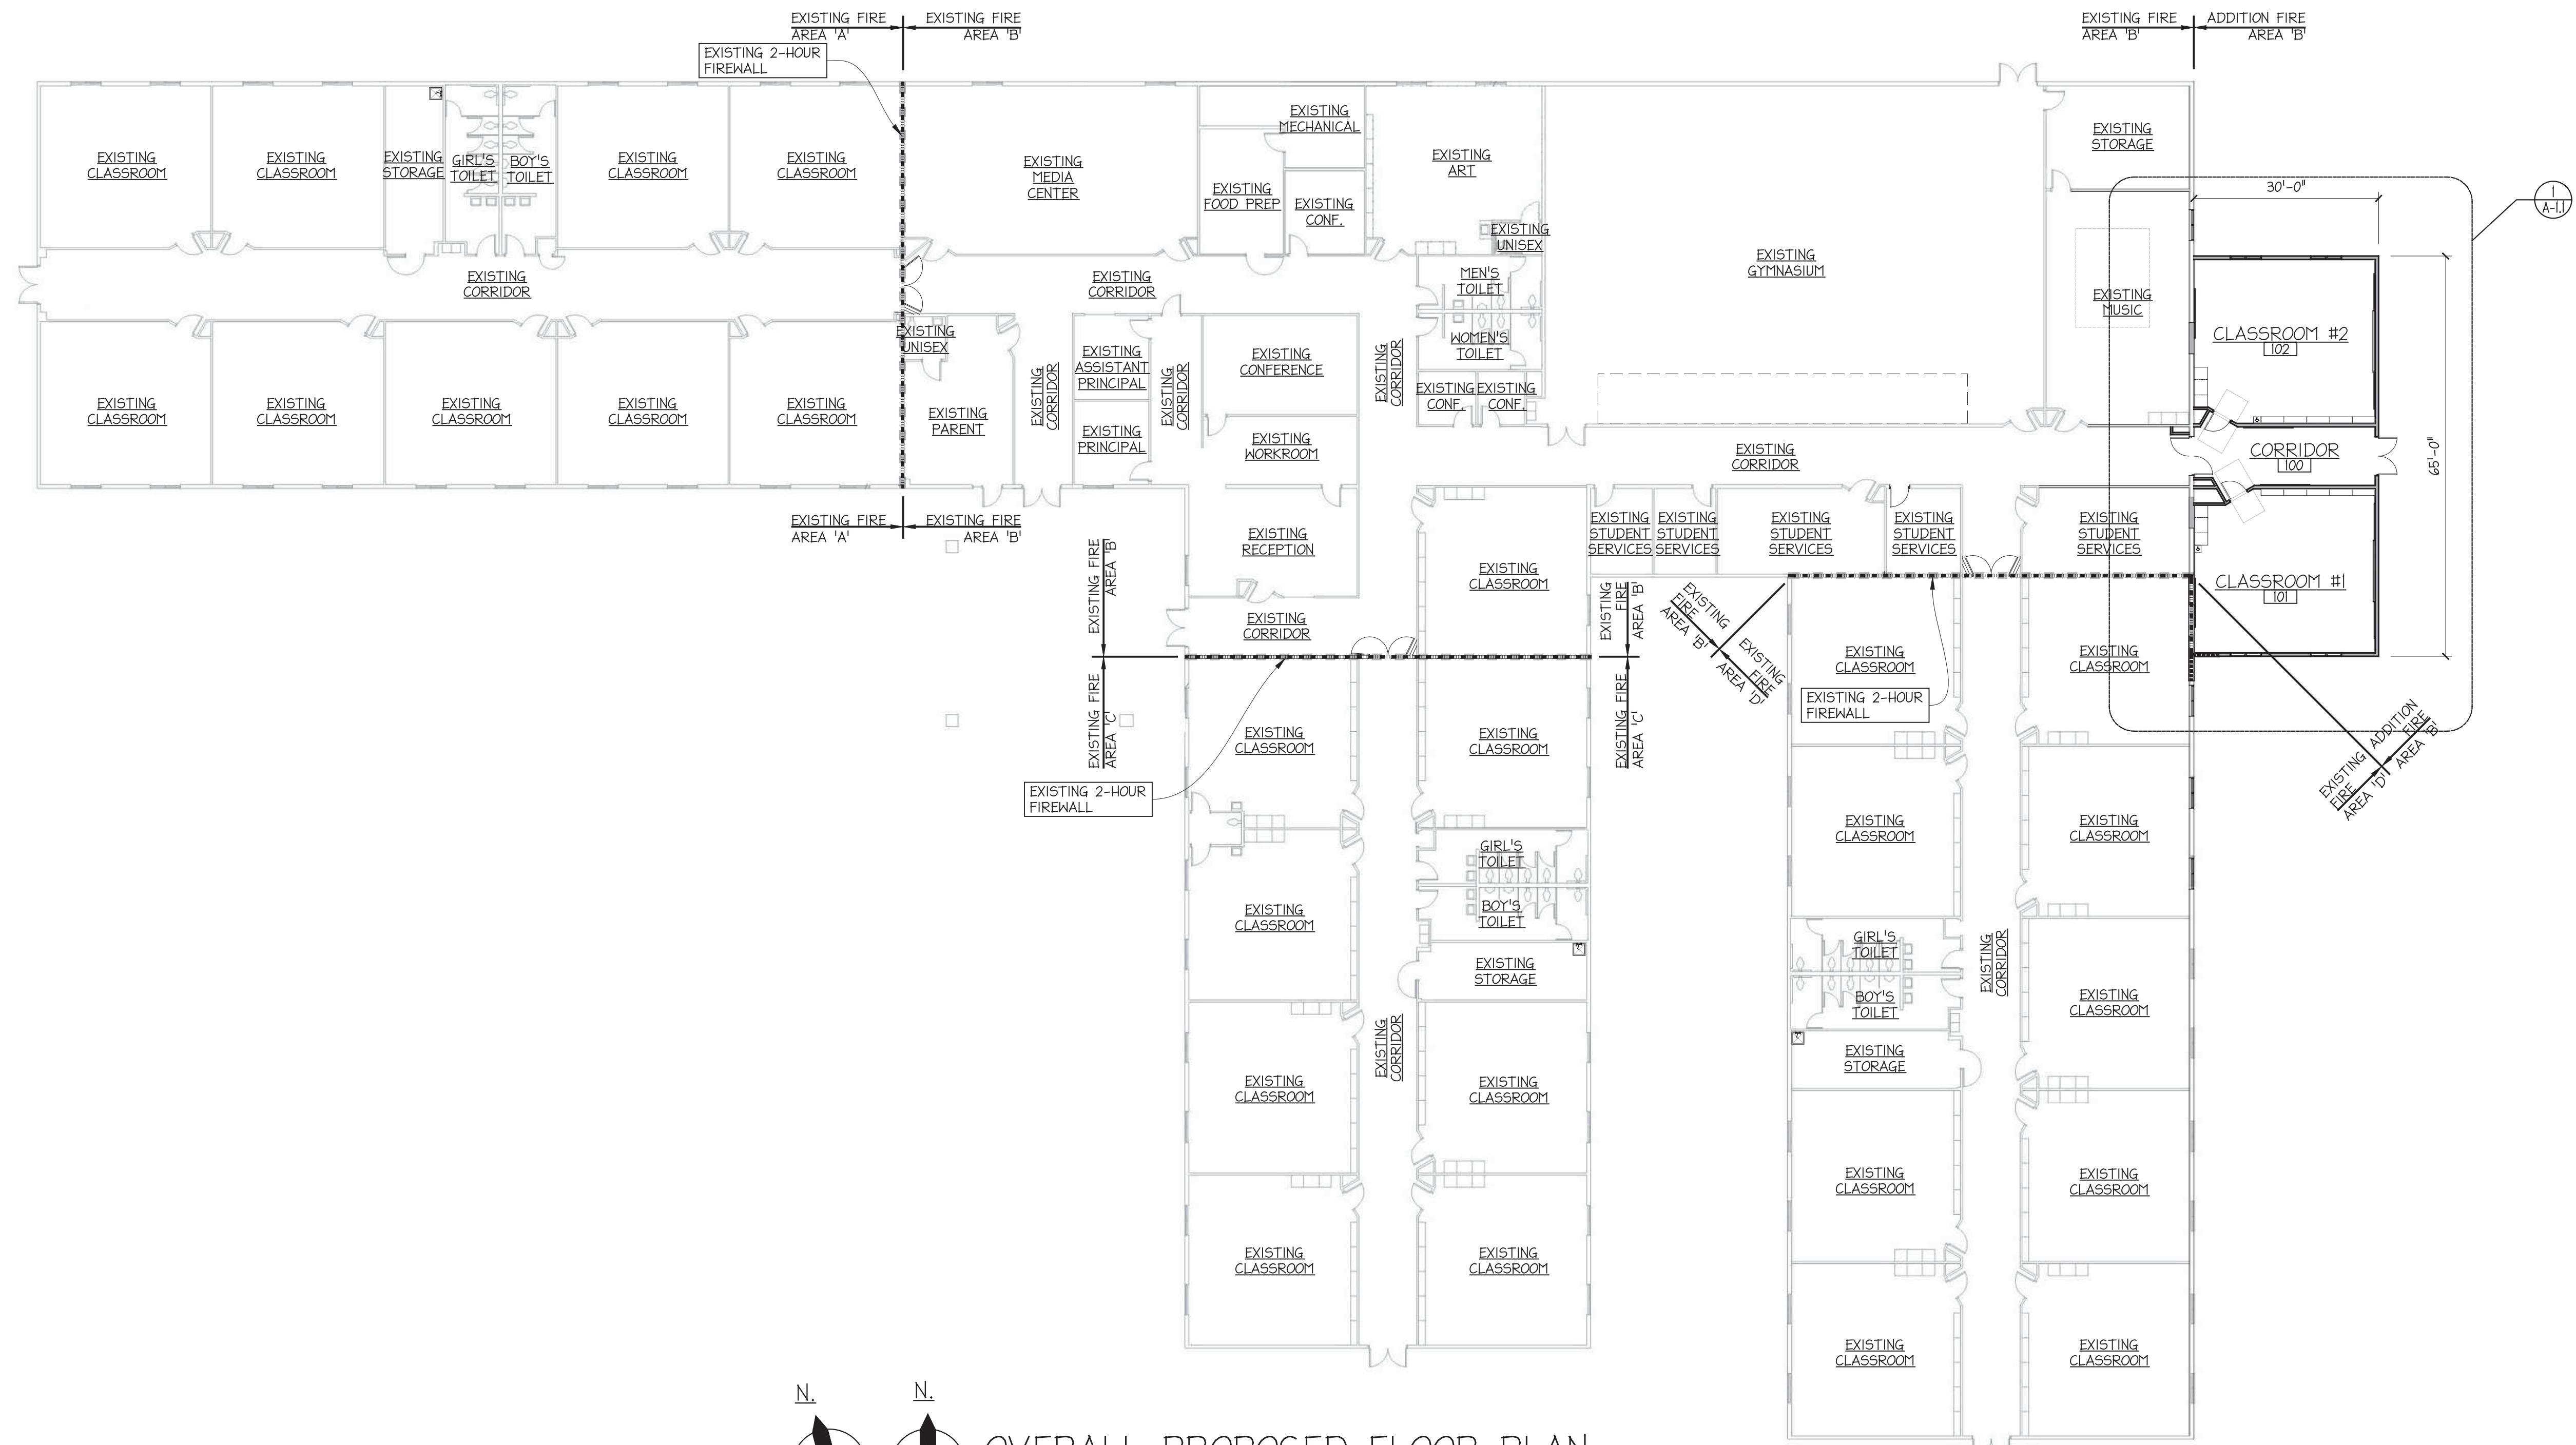 EXISTING FIRE
AREA 'A'
EXISTING FIRE
AREA 'B'
EXISTING 2-HOUR
FIREWALL
EXISTING FIRE
AREA 'B'
ADDITION FIRE
AREA 'B'
EXISTING
CLASSROOM
EXISTING
CLASSROOM
EXISTING
STORAGE
GIRL'S
TOILET
BOY'S
TOILET
EXISTING
CLASSROOM
EXISTING
CLASSROOM
EXISTING
MEDIA
CENTER
EXISTING
MECHANICAL
EXISTING
FOOD PREP
EXISTING
CONF.
EXISTING
ART
EXISTING
UNISEX
EXISTING
GYMNASIUM
EXISTING
STORAGE
30'-0"
1
A-1.1
EXISTING
CORRIDOR
EXISTING
CORRIDOR
MEN'S
TOILET
WOMEN'S
TOILET
EXISTING
MUSIC
CLASSROOM #2
102
EXISTING
CLASSROOM
EXISTING
CLASSROOM
EXISTING
CLASSROOM
EXISTING
CLASSROOM
EXISTING
CLASSROOM
EXISTING
UNISEX
EXISTING
PARENT
EXISTING
CORRIDOR
EXISTING
ASSISTANT
PRINCIPAL
EXISTING
PRINCIPAL
EXISTING
CORRIDOR
EXISTING
CONFERENCE
EXISTING
WORKROOM
EXISTING
CORRIDOR
EXISTING
CONF.
EXISTING
CONF.
EXISTING
CORRIDOR
CORRIDOR
100
65'-0"
EXISTING FIRE
AREA 'A'
EXISTING FIRE
AREA 'B'
EXISTING FIRE
AREA 'B'
EXISTING
RECEPTION
EXISTING
CLASSROOM
EXISTING
STUDENT
SERVICES
EXISTING
STUDENT
SERVICES
EXISTING
STUDENT
SERVICES
EXISTING
STUDENT
SERVICES
EXISTING
STUDENT
SERVICES
CLASSROOM #1
101
EXISTING
CORRIDOR
EXISTING
FIRE
AREA 'B'
EXISTING
FIRE
AREA 'B'
EXISTING
FIRE
AREA 'D'
EXISTING FIRE
AREA 'C'
EXISTING FIRE
AREA 'C'
EXISTING
CLASSROOM
EXISTING
CLASSROOM
EXISTING 2-HOUR
FIREWALL
EXISTING
CLASSROOM
EXISTING
CLASSROOM
EXISTING 2-HOUR
FIREWALL
ADDITION
FIRE
AREA 'B'
EXISTING
FIRE
AREA 'D'
EXISTING
CLASSROOM
EXISTING
CLASSROOM
GIRL'S
TOILET
BOY'S
TOILET
EXISTING
CLASSROOM
EXISTING
STORAGE
GIRL'S
TOILET
BOY'S
TOILET
EXISTING
CORRIDOR
EXISTING
CLASSROOM
EXISTING
STORAGE
EXISTING
CLASSROOM
EXISTING
CORRIDOR
EXISTING
CLASSROOM
EXISTING
CLASSROOM
EXISTING
CLASSROOM
EXISTING
CLASSROOM
EXISTING
CLASSROOM
EXISTING
CLASSROOM
EXISTING
CLASSROOM
N.
N.
OVERALL PROPOSED FLOOR PLAN